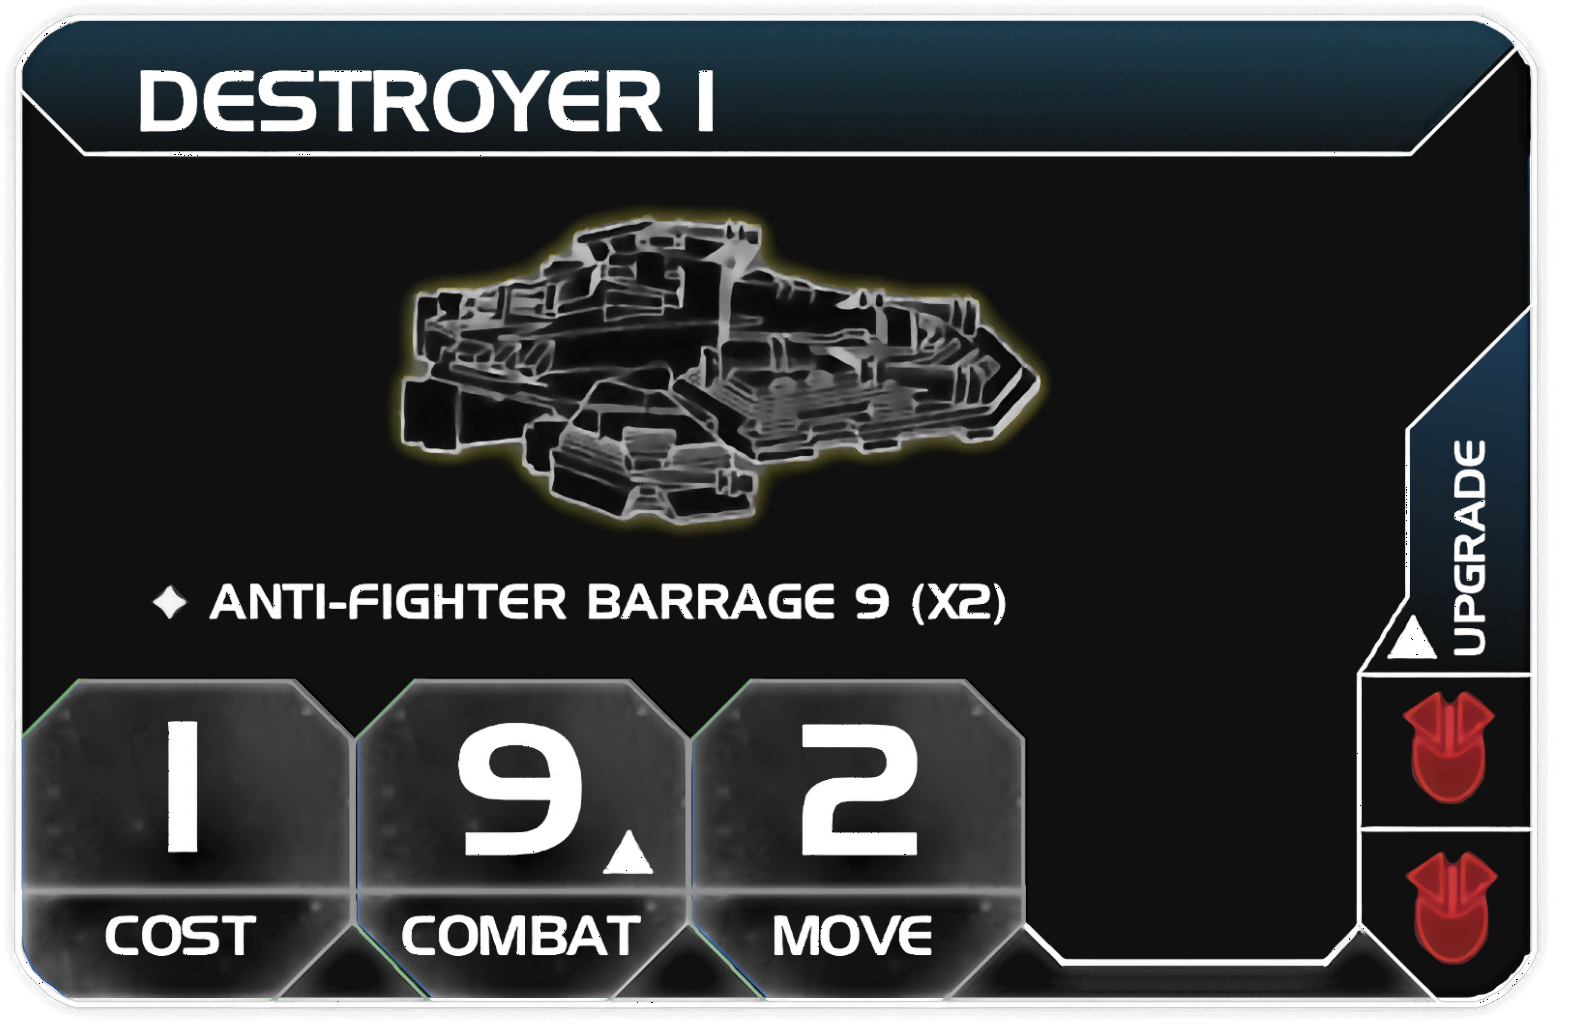 DESTROYER I
ANTI-FIGHTER BARRAGE 9 (X2)
UPGRADE
1
COST
9
COMBAT
2
MOVE